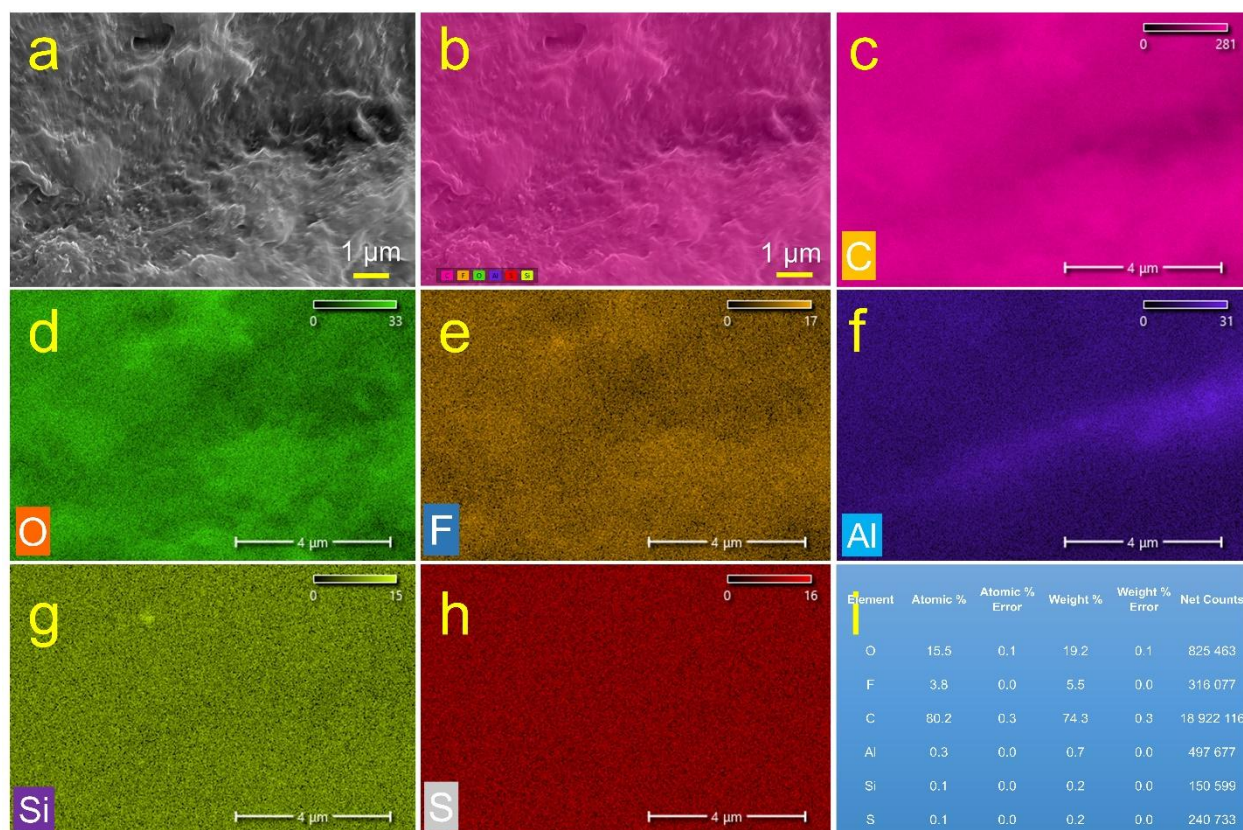 a
1 µm
b
C F O Al S Si
1 µm
c
0 281
C
4 µm
d
0 33
O
4 µm
e
0 17
F
4 µm
f
0 31
Al
4 µm
g
0 15
Si
4 µm
h
0 16
S
4 µm
i
Element Atomic % Atomic % Error Weight % Weight % Error Net Counts
O 15.5 0.1 19.2 0.1 825 463
F 3.8 0.0 5.5 0.0 316 077
C 80.2 0.3 74.3 0.3 18 922 116
Al 0.3 0.0 0.7 0.0 497 677
Si 0.1 0.0 0.2 0.0 150 599
S 0.1 0.0 0.2 0.0 240 733